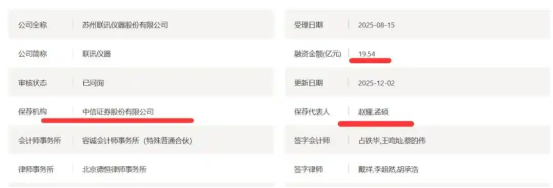 公司全称 苏州联讯仪器股份有限公司 受理日期 2025-08-15
公司简称 联讯仪器 融资金额(亿元) 19.54
审核状态 已问询 更新日期 2025-12-02
保荐机构 中信证券股份有限公司 保荐代表人 赵耀,孟硕
会计师事务所 容诚会计师事务所（特殊普通合伙） 签字会计师 占铁华,王鸣灿,蔡的伟
律师事务所 北京德恒律师事务所 签字律师 戴祥,李皓然,胡承浩